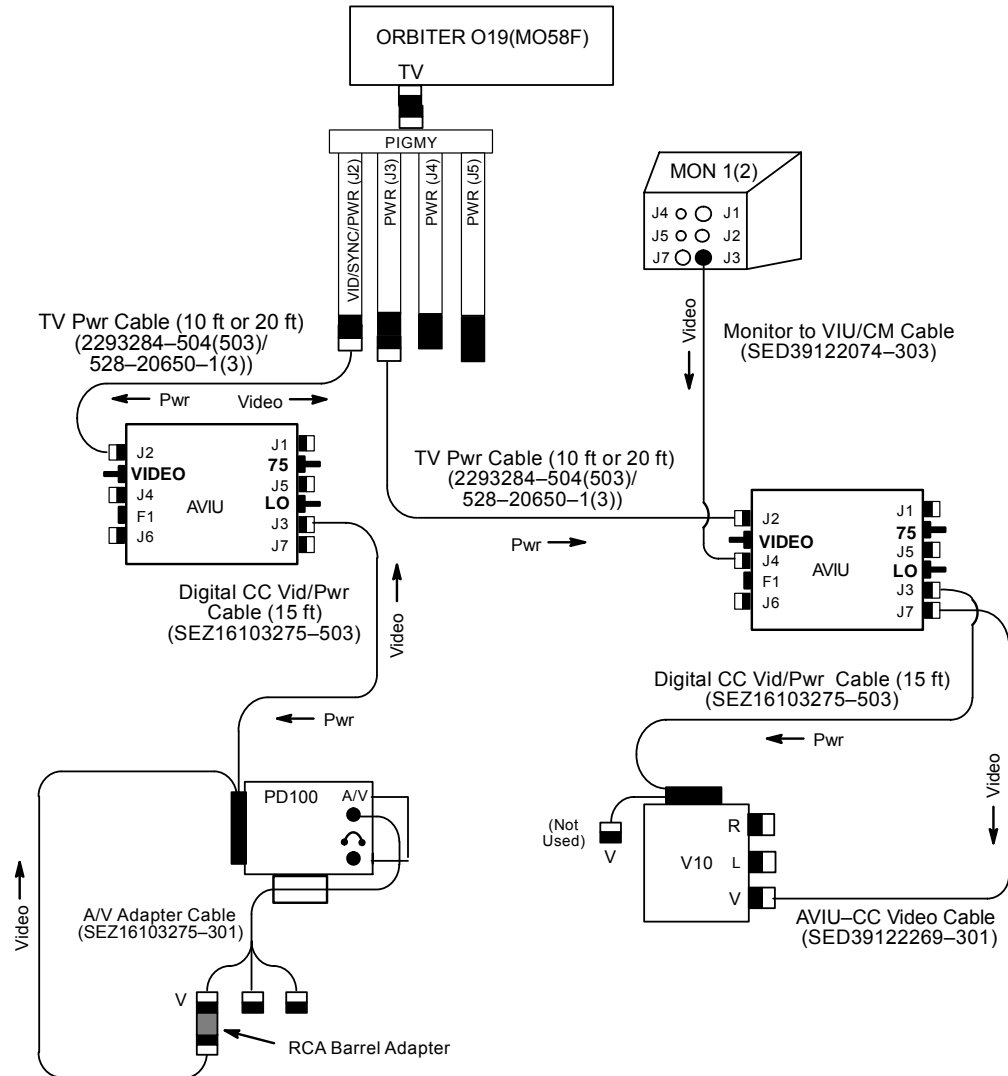 ORBITER O19(MO58F)
TV
PIGMY
VID/SYNC/PWR (J2)
PWR (J3)
PWR (J4)
PWR (J5)
MON 1(2)
J4 J1
J5 J2
J7 J3
Video
Monitor to VIU/CM Cable
(SED39122074–303)
TV Pwr Cable (10 ft or 20 ft)
(2293284–504(503)/
528–20650–1(3))
Pwr
Video
J2
VIDEO
J4
F1
J6
AVIU
J1
75
J5
LO
J3
J7
TV Pwr Cable (10 ft or 20 ft)
(2293284–504(503)/
528–20650–1(3))
Pwr
J2
VIDEO
J4
F1
J6
AVIU
J1
75
J5
LO
J3
J7
Digital CC Vid/Pwr
Cable (15 ft)
(SEZ16103275–503)
Video
Pwr
Digital CC Vid/Pwr Cable (15 ft)
(SEZ16103275–503)
Pwr
Video
PD100
A/V
(Not
Used)
V
V10
R
L
V
AVIU–CC Video Cable
(SED39122269–301)
Video
A/V Adapter Cable
(SEZ16103275–301)
V
RCA Barrel Adapter